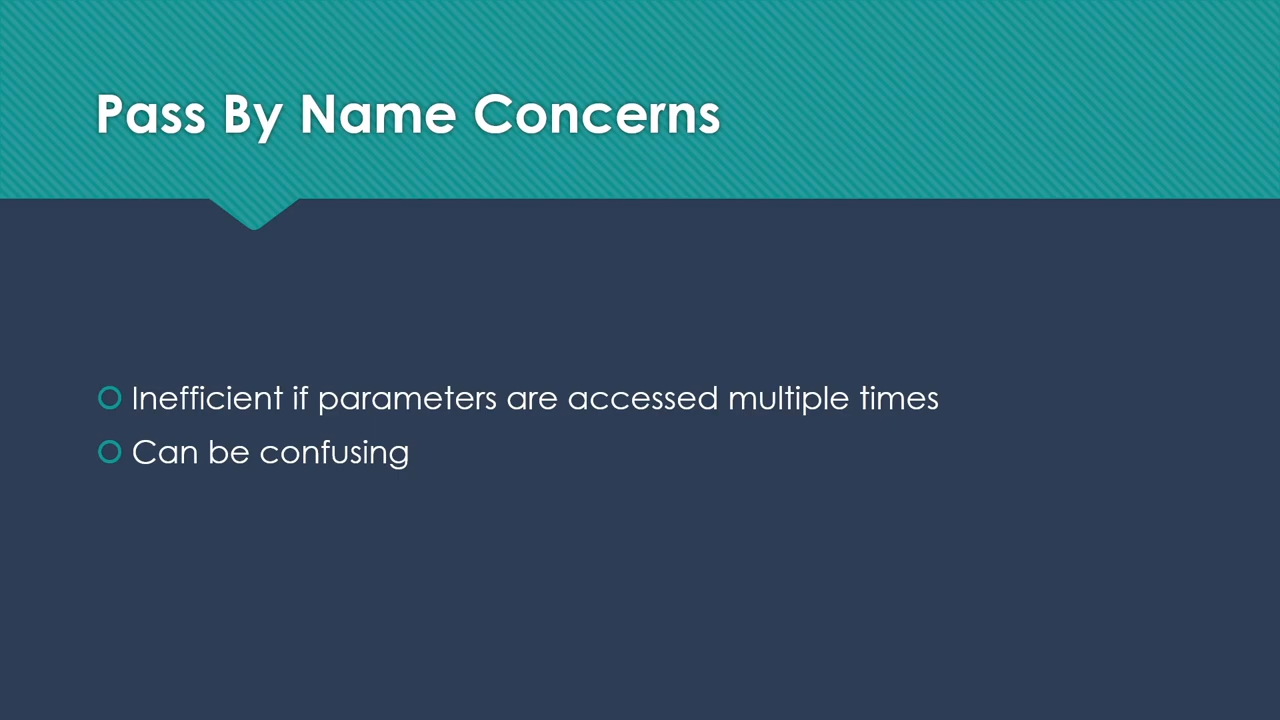 Pass By Name Concerns
Inefficient if parameters are accessed multiple times
Can be confusing